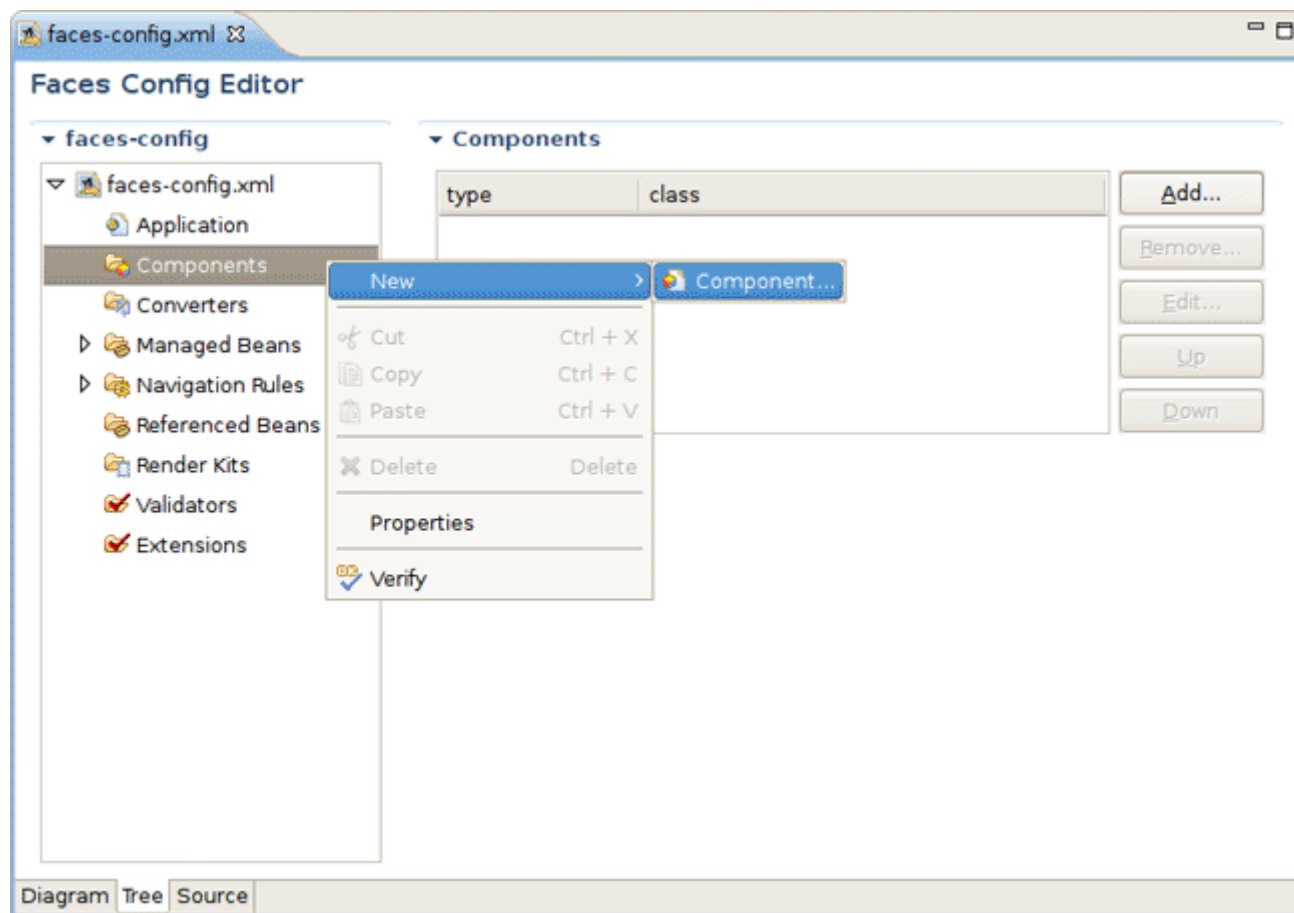 faces-config.xml
Faces Config Editor
faces-config
Components
faces-config.xml
Application
Components
Converters
Managed Beans
Navigation Rules
Referenced Beans
Render Kits
Validators
Extensions
type class
Add...
Remove...
Edit...
Up
Down
New
Component...
Cut Ctrl + X
Copy Ctrl + C
Paste Ctrl + V
Delete Delete
Properties
Verify
Diagram Tree Source